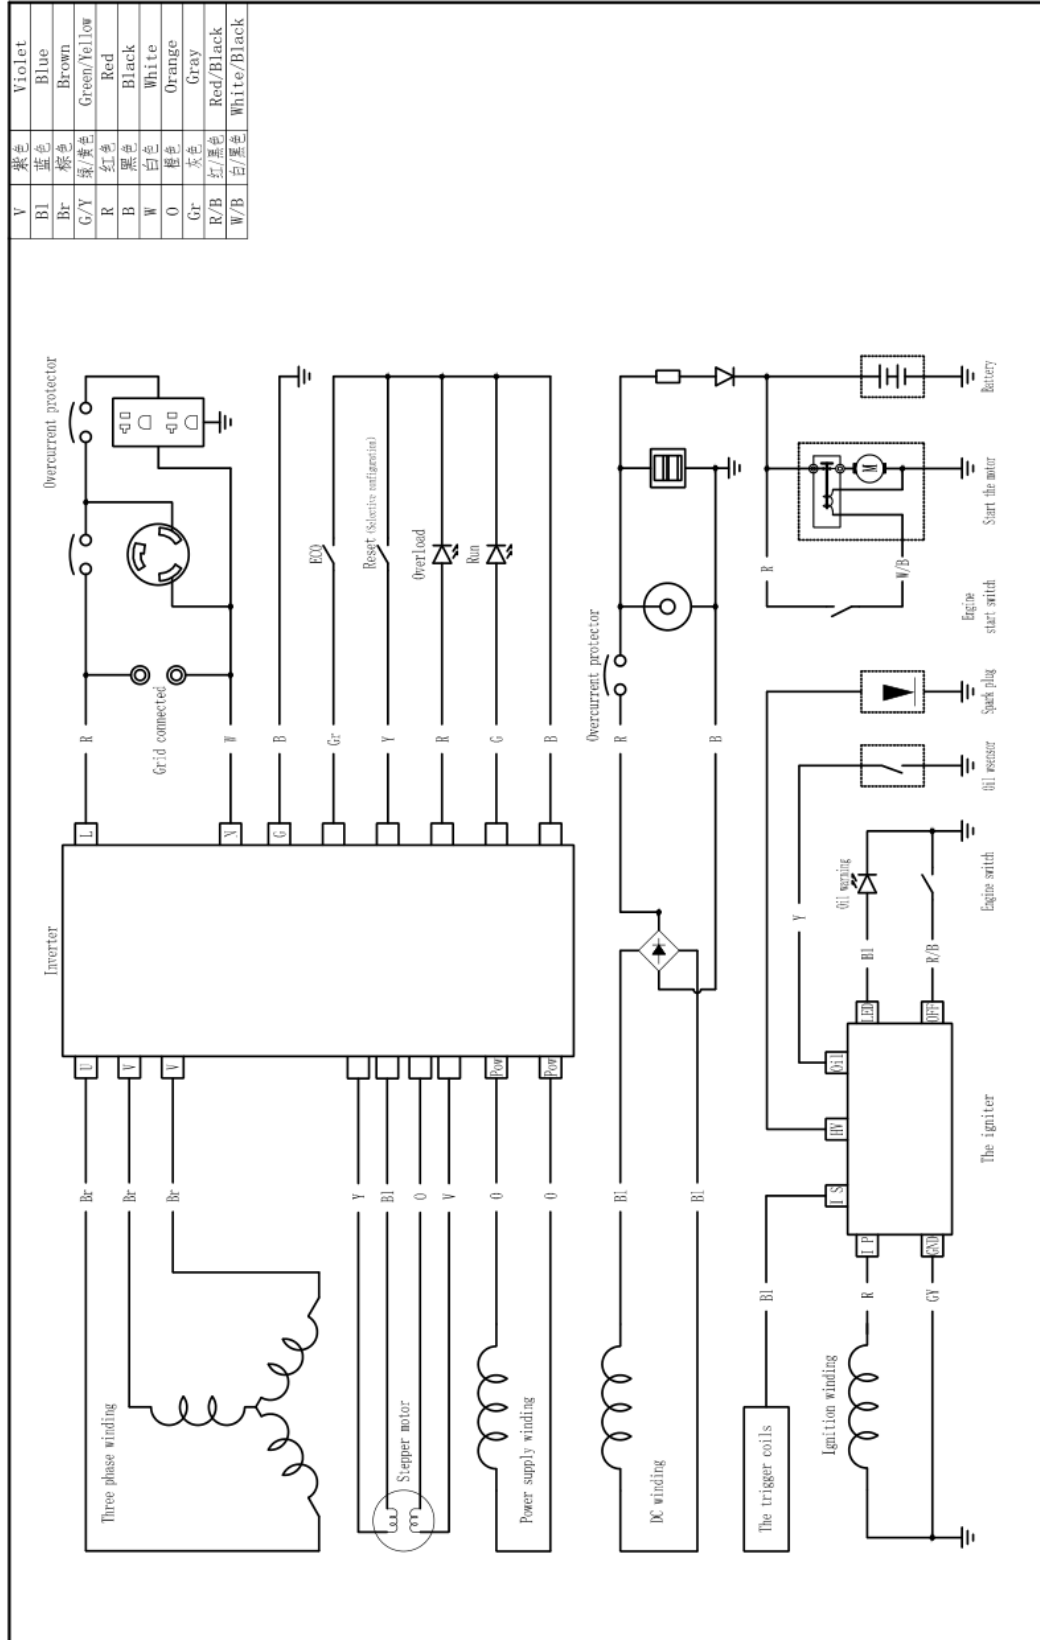 V 紫色 Violet
Bl 蓝色 Blue
Br 棕色 Brown
G/Y 绿/黄色 Green/Yellow
R 红色 Red
B 黑色 Black
W 白色 White
O 橙色 Orange
Gr 灰色 Gray
R/B 红/黑色 Red/Black
W/B 白/黑色 White/Black
Three phase winding
Br
Br
Br
U
V
V
Inverter
L
R
Grid connected
Overcurrent protector
N
W
G
B
Gr
ECO
Y
Reset (Selective configuration)
R
Overload
G
Run
B
Stepper motor
Y
Bl
O
V
Power supply winding
O
O
Pow
Pow
DC winding
Bl
Bl
R
Overcurrent protector
B
The trigger coils
Bl
I S
HV
Oil
Y
Ignition winding
R
GY
I P
GND
LED
OFF
The igniter
Bl
Oil warning
R/B
Engine switch
Oil wsensor
Spark plug
R
W/B
Engine
start switch
M
Start the motor
Battery